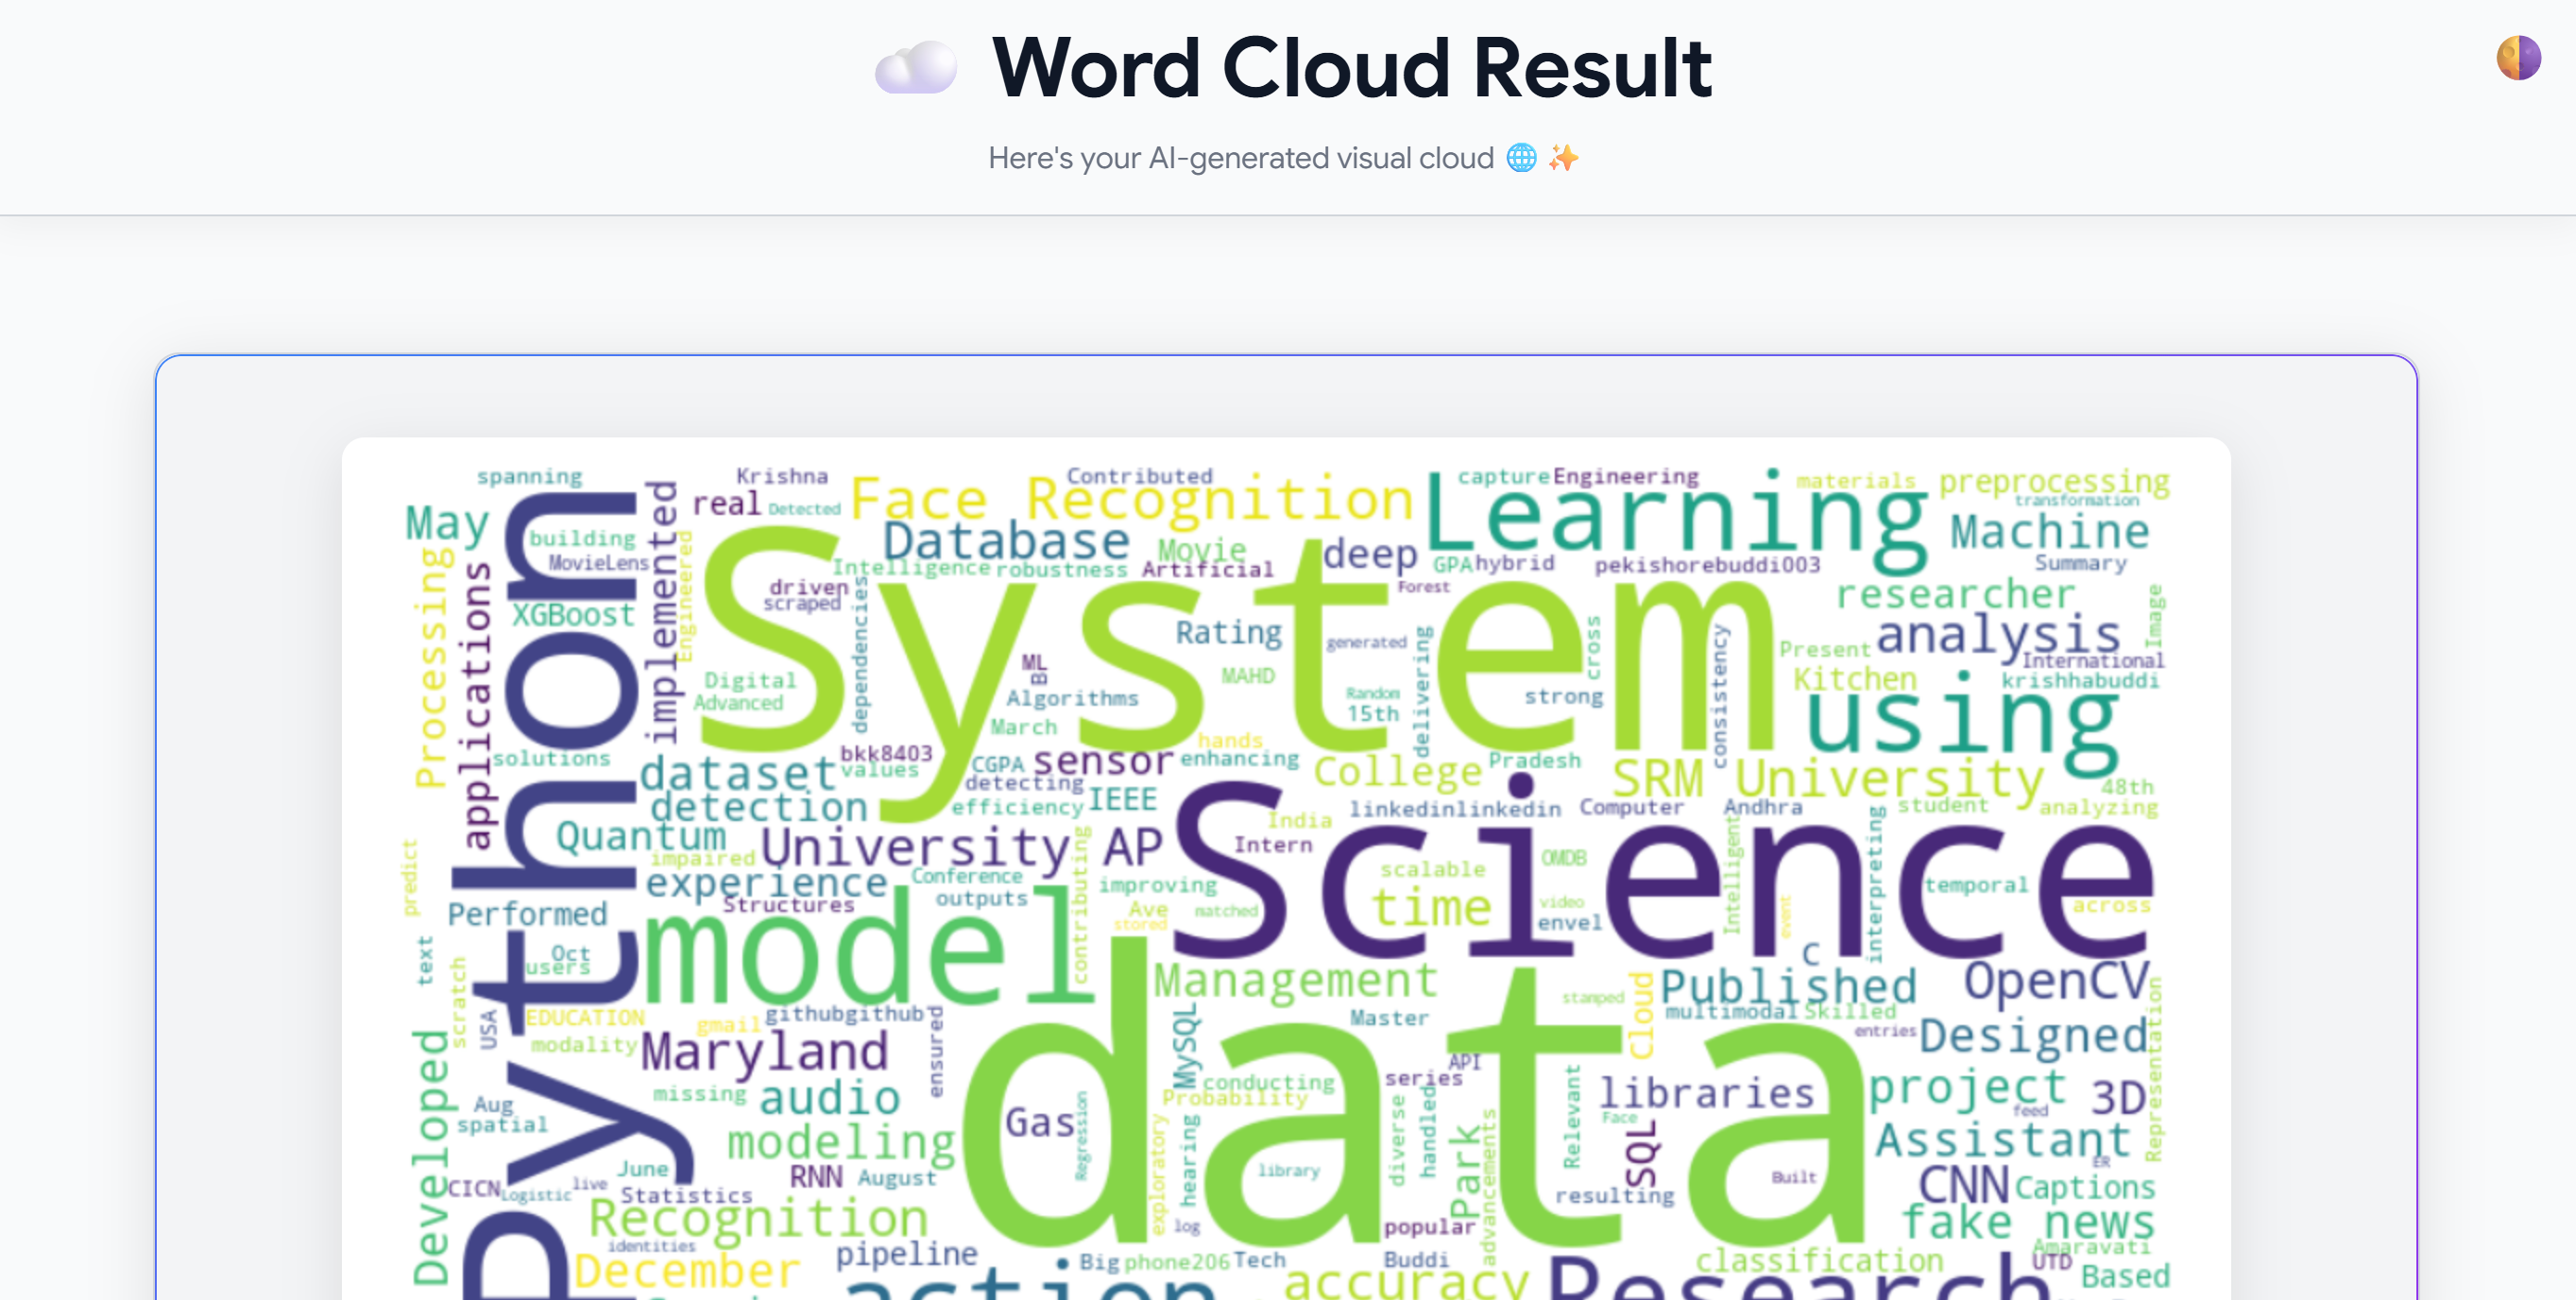 Word Cloud Result
Here's your AI-generated visual cloud
spanning
Krishna
Contributed
capture
Engineering
materials
preprocessing
May
real
Detected
Face Recognition
Learning
transformation
building
implemented
Database
Movie
deep
Machine
MovieLens
Engineered
Intelligence
robustness
Artificial
GPA
hybrid
pekishorebuddi003
Summary
Processing
applications
Python
XGBoost
driven
scraped
dependencies
System
Forest
researcher
Image
Rating
generated
delivering
cross
consistency
Present
analysis
International
ML
BI
MAHD
Digital
Advanced
Algorithms
Random
15th
strong
Kitchen
krishhabuddi
using
March
hands
solutions
dataset
bkk8403
values
CGPA
sensor
enhancing
College
Pradesh
SRM University
48th
detection
detecting
efficiency
IEEE
linkedinlinkedin
Computer
Andhra
student
analyzing
Quantum
University AP
India
Intern
Science
impaired
contributing
scalable
OMDB
Intelligent
interpreting
predict
experience
Conference
improving
temporal
Structures
outputs
Ave
matched
time
video
event
across
Performed
model
stored
envel
text
Oct
users
C
scratch
Management
Cloud
Published
OpenCV
stamped
USA
EDUCATION
gmail
githubgithub
ensured
data
MySQL
Master
multimodal
Skilled
entries
Designed
Representation
modality
Maryland
API
Developed
missing
audio
conducting
series
libraries
project
3D
Aug
spatial
Probability
diverse
handled
Relevant
Face
feed
Gas
Regression
modeling
exploratory
hearing
Park
advancements
SQL
Assistant
ER
June
RNN
August
library
Built
CNN
Captions
CICN
Logistic
live
Statistics
resulting
Recognition
log
popular
fake news
identities
December
pipeline
Big
phone206
Tech
Buddi
classification
Amaravati
UTD
Based
action
accuracy
Research